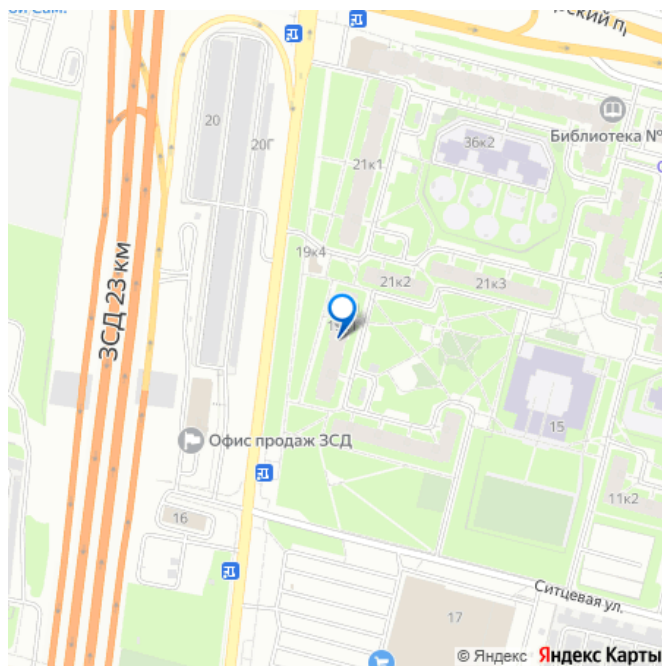 20
20Г
36к2
Библиотека №
21к1
19к4
21к2
21к3
ЗСД 23 км
Офис продаж ЗСД
15
11к2
16
Ситцевая ул.
17
© Яндекс Яндекс Карты